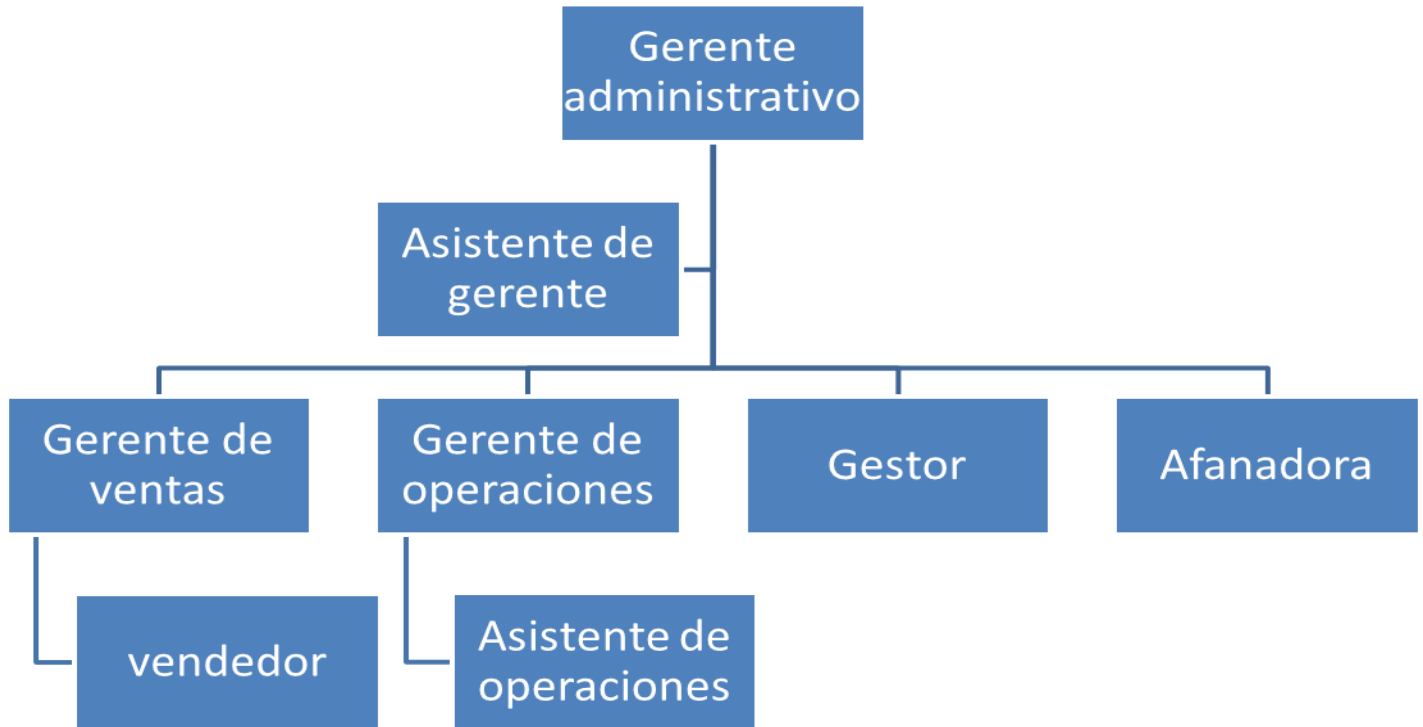 Gerente
administrativo
Asistente de
gerente
Gerente de
ventas
Gerente de
operaciones
Gestor
Afanadora
vendedor
Asistente de
operaciones